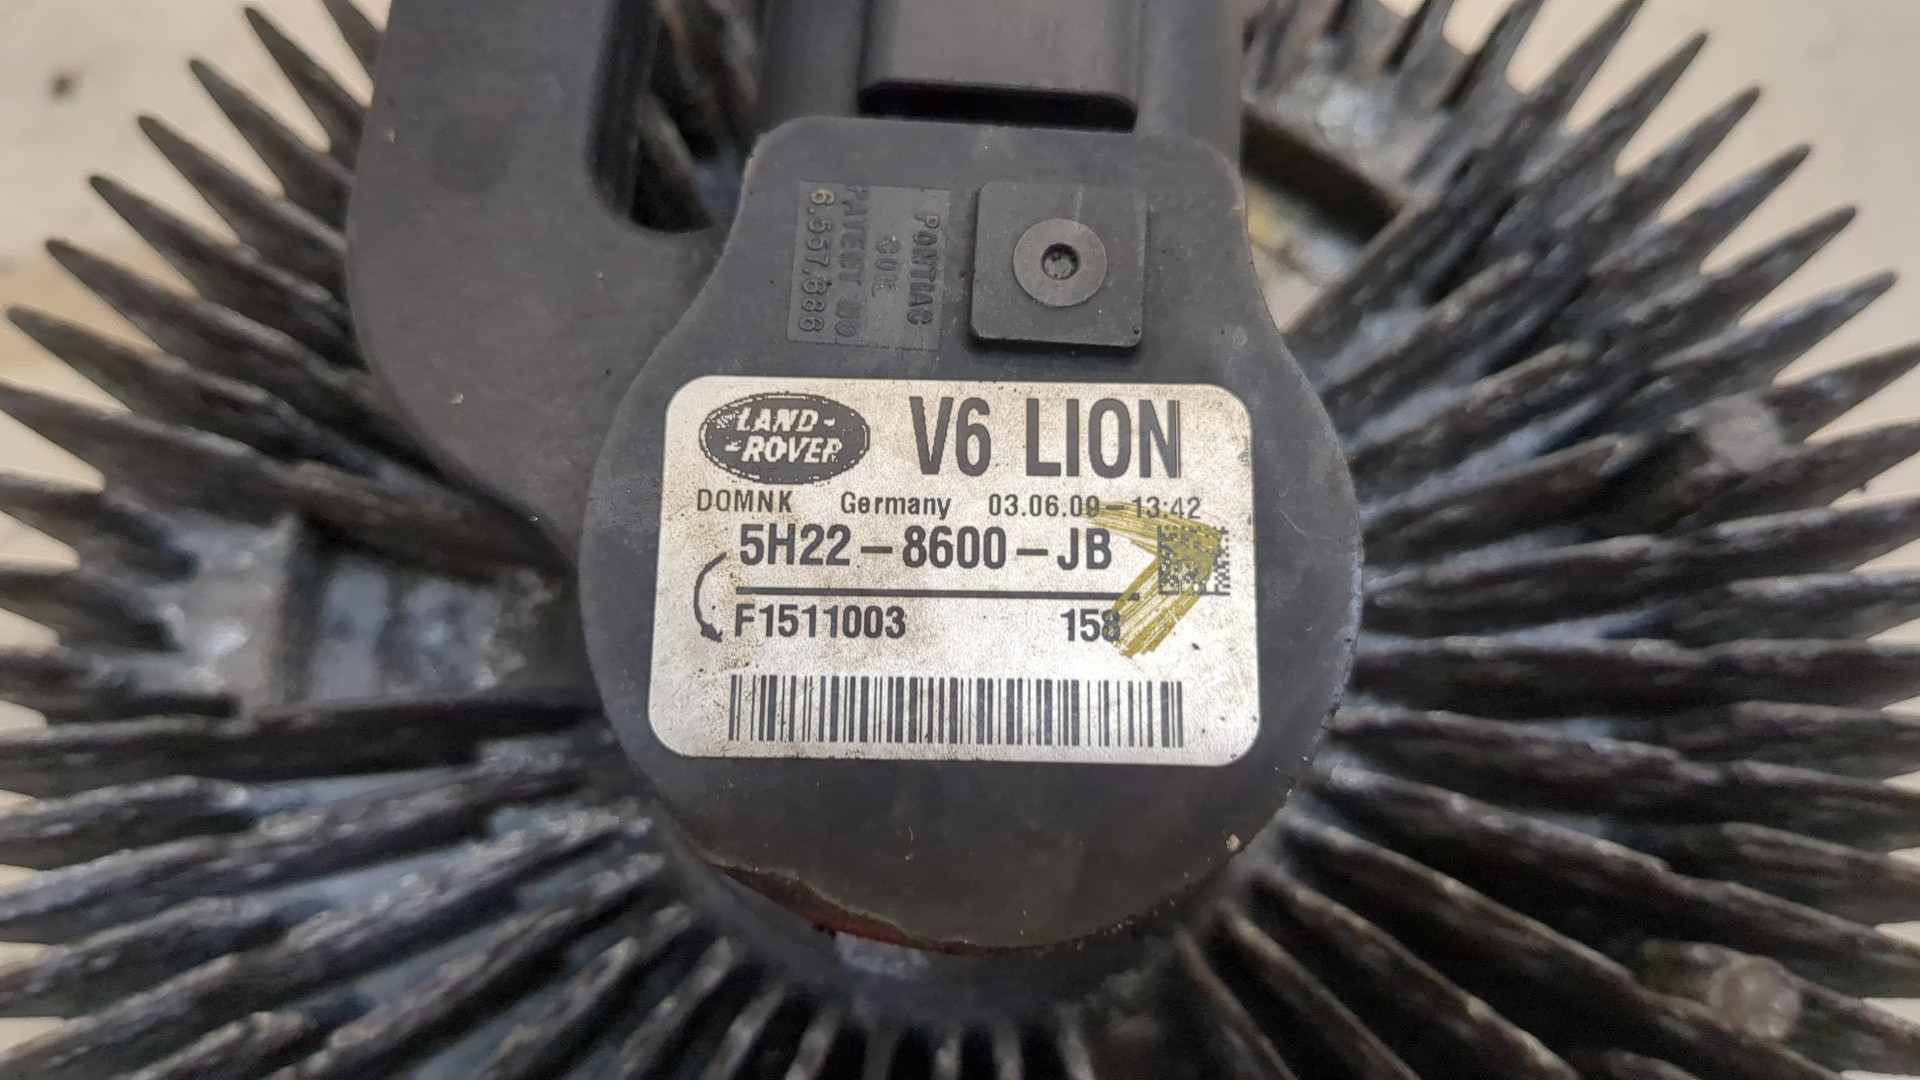 PONTIAC
COIL
PATENT NO
6.557.686
LAND-
-ROVER
V6 LION
DOMNK Germany 03.06.09-13:42
5H22-8600-JB
F1511003 158